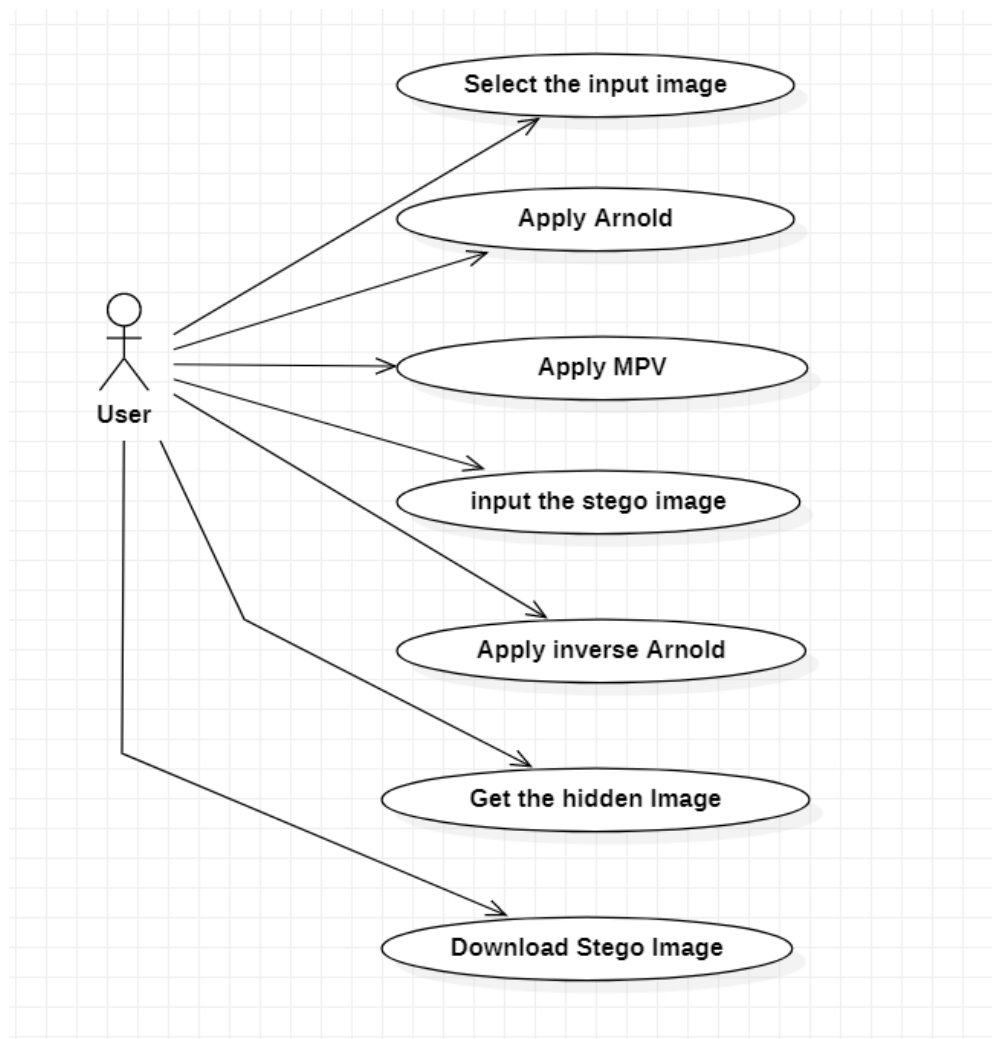 Select the input image
Apply Arnold
Apply MPV
User
input the stego image
Apply inverse Arnold
Get the hidden Image
Download Stego Image